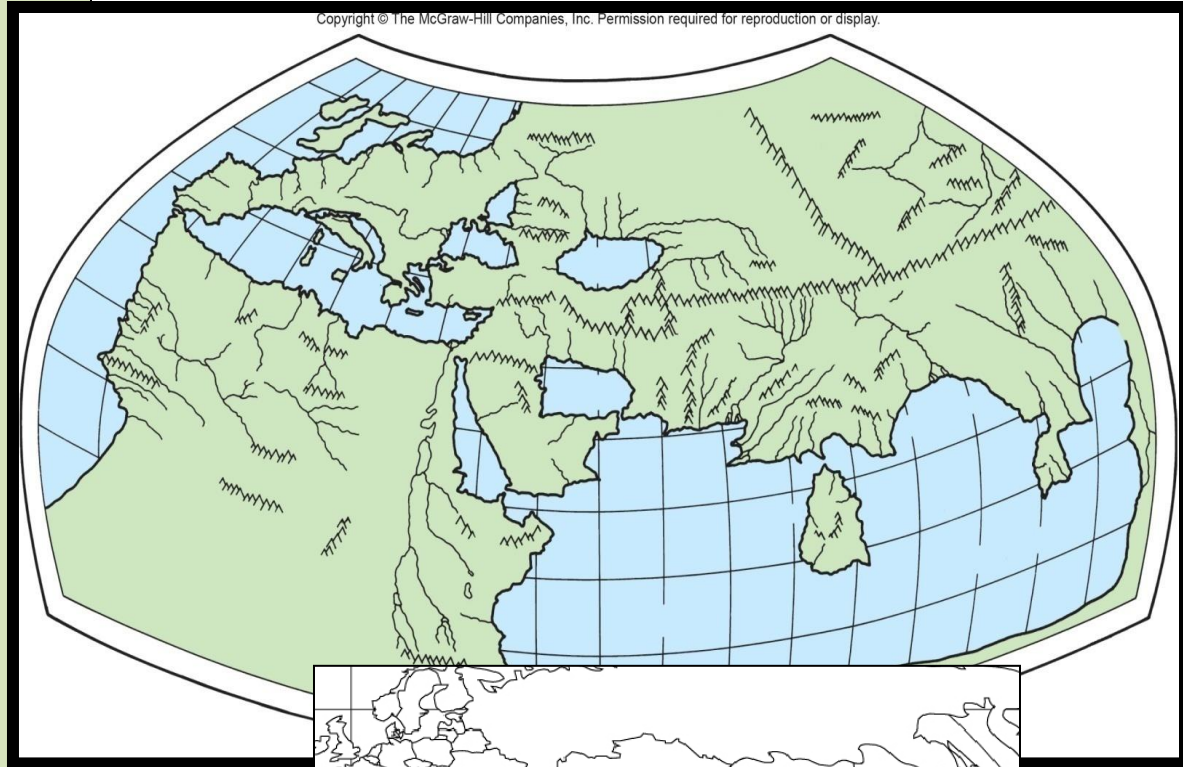 Copyright © The McGraw-Hill Companies, Inc. Permission required for reproduction or display.